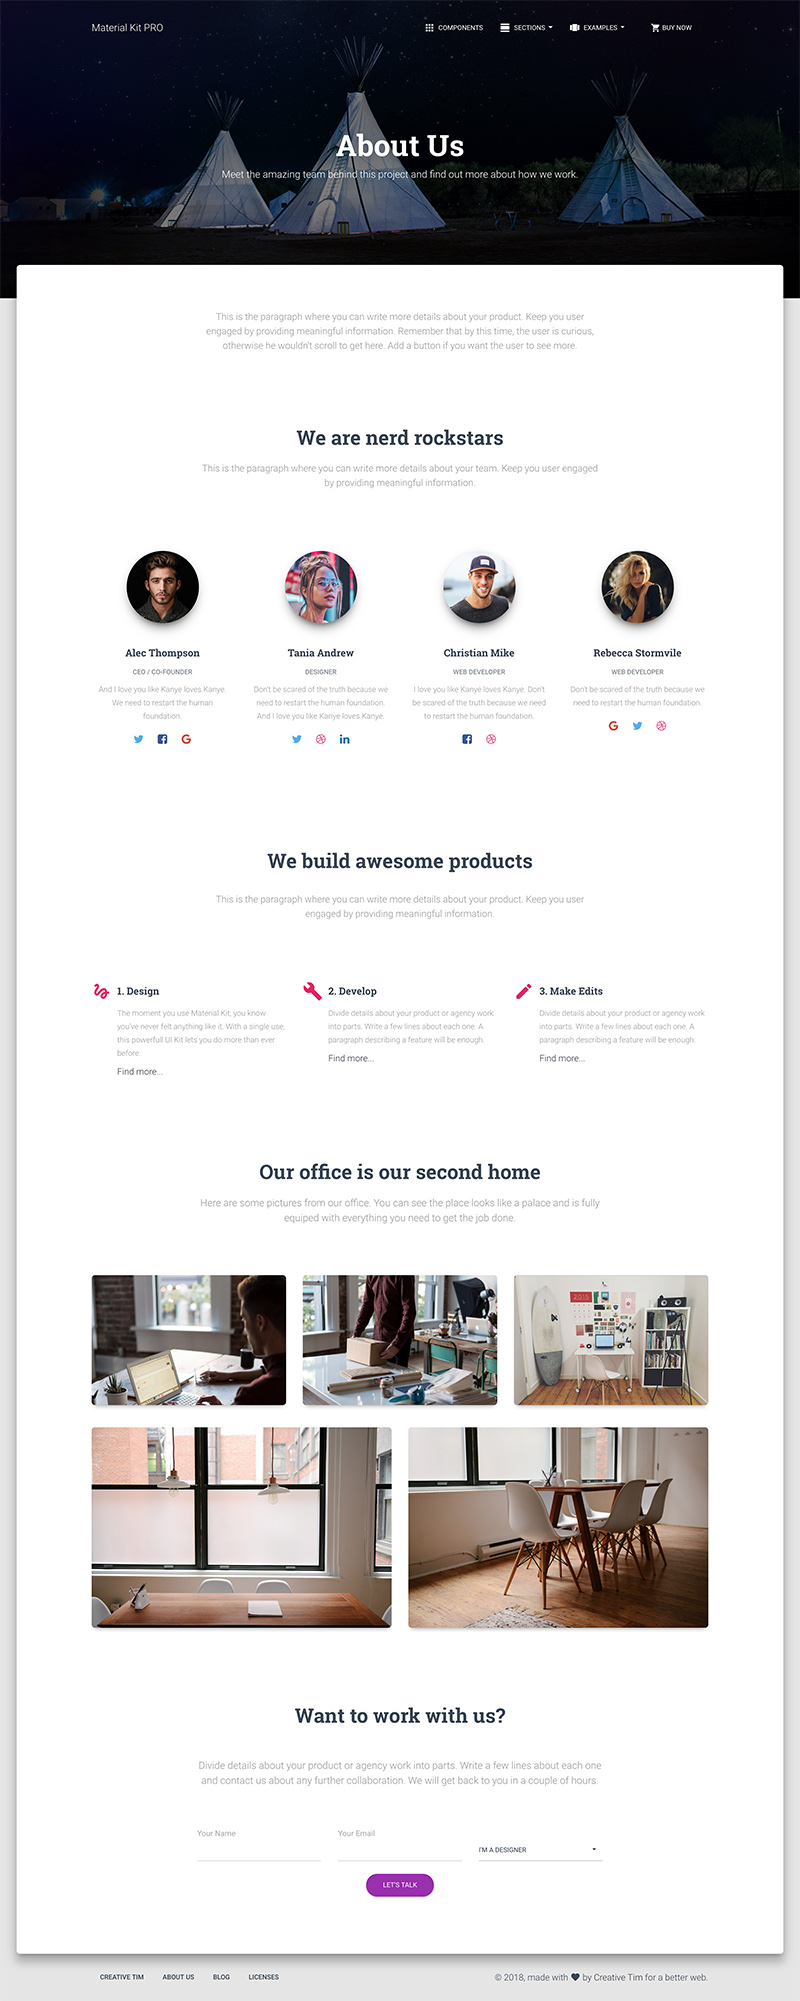 Material Kit PRO
COMPONENTS
SECTIONS
EXAMPLES
BUY NOW
About Us
Meet the amazing team behind this project and find out more about how we work.
This is the paragraph where you can write more details about your product. Keep you user
engaged by providing meaningful information. Remember that by this time, the user is curious,
otherwise he wouldn't scroll to get here. Add a button if you want the user to see more.
We are nerd rockstars
This is the paragraph where you can write more details about your team. Keep you user engaged
by providing meaningful information.
Alec Thompson
CEO / CO-FOUNDER
And I love you like Kanye loves Kanye.
We need to restart the human
foundation.
Tania Andrew
DESIGNER
Don't be scared of the truth because we
need to restart the human foundation.
And I love you like Kanye loves Kanye.
Christian Mike
WEB DEVELOPER
I love you like Kanye loves Kanye. Don't
be scared of the truth because we need
to restart the human foundation.
Rebecca Stormvile
WEB DEVELOPER
Don't be scared of the truth because we
need to restart the human foundation.
We build awesome products
This is the paragraph where you can write more details about your product. Keep you user
engaged by providing meaningful information.
1. Design
The moment you use Material Kit, you know
you've never felt anything like it. With a single use,
this powerfull UI Kit lets you do more than ever
before.
Find more...
2. Develop
Divide details about your product or agency work
into parts. Write a few lines about each one. A
paragraph describing a feature will be enough.
Find more...
3. Make Edits
Divide details about your product or agency work
into parts. Write a few lines about each one. A
paragraph describing a feature will be enough.
Find more...
Our office is our second home
Here are some pictures from our office. You can see the place looks like a palace and is fully
equiped with everything you need to get the job done.
2015
Want to work with us?
Divide details about your product or agency work into parts. Write a few lines about each one
and contact us about any further collaboration. We will get back to you in a couple of hours.
Your Name
Your Email
I'M A DESIGNER
LET'S TALK
CREATIVE TIM
ABOUT US
BLOG
LICENSES
© 2018, made with ♥ by Creative Tim for a better web.